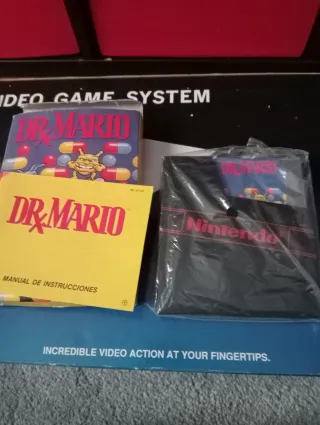 IDEO GAME SYSTEM
DR. MARIO
DR. MARIO
MANUAL DE INSTRUCCIONES
Nintendo
INCREDIBLE VIDEO ACTION AT YOUR FINGERTIPS.